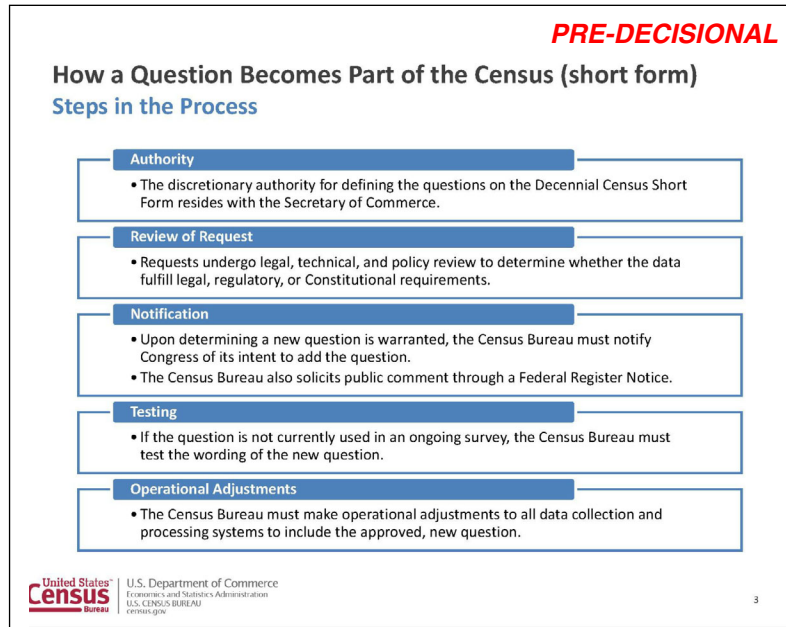 PRE-DECISIONAL
How a Question Becomes Part of the Census (short form)
Steps in the Process
Authority
• The discretionary authority for defining the questions on the Decennial Census Short
Form resides with the Secretary of Commerce.
Review of Request
• Requests undergo legal, technical, and policy review to determine whether the data
fulfill legal, regulatory, or Constitutional requirements.
Notification
• Upon determining a new question is warranted, the Census Bureau must notify
Congress of its intent to add the question.
• The Census Bureau also solicits public comment through a Federal Register Notice.
Testing
• If the question is not currently used in an ongoing survey, the Census Bureau must
test the wording of the new question.
Operational Adjustments
• The Census Bureau must make operational adjustments to all data collection and
processing systems to include the approved, new question.
United States™
Census
Bureau
U.S. Department of Commerce
Economics and Statistics Administration
U.S. CENSUS BUREAU
census.gov
3